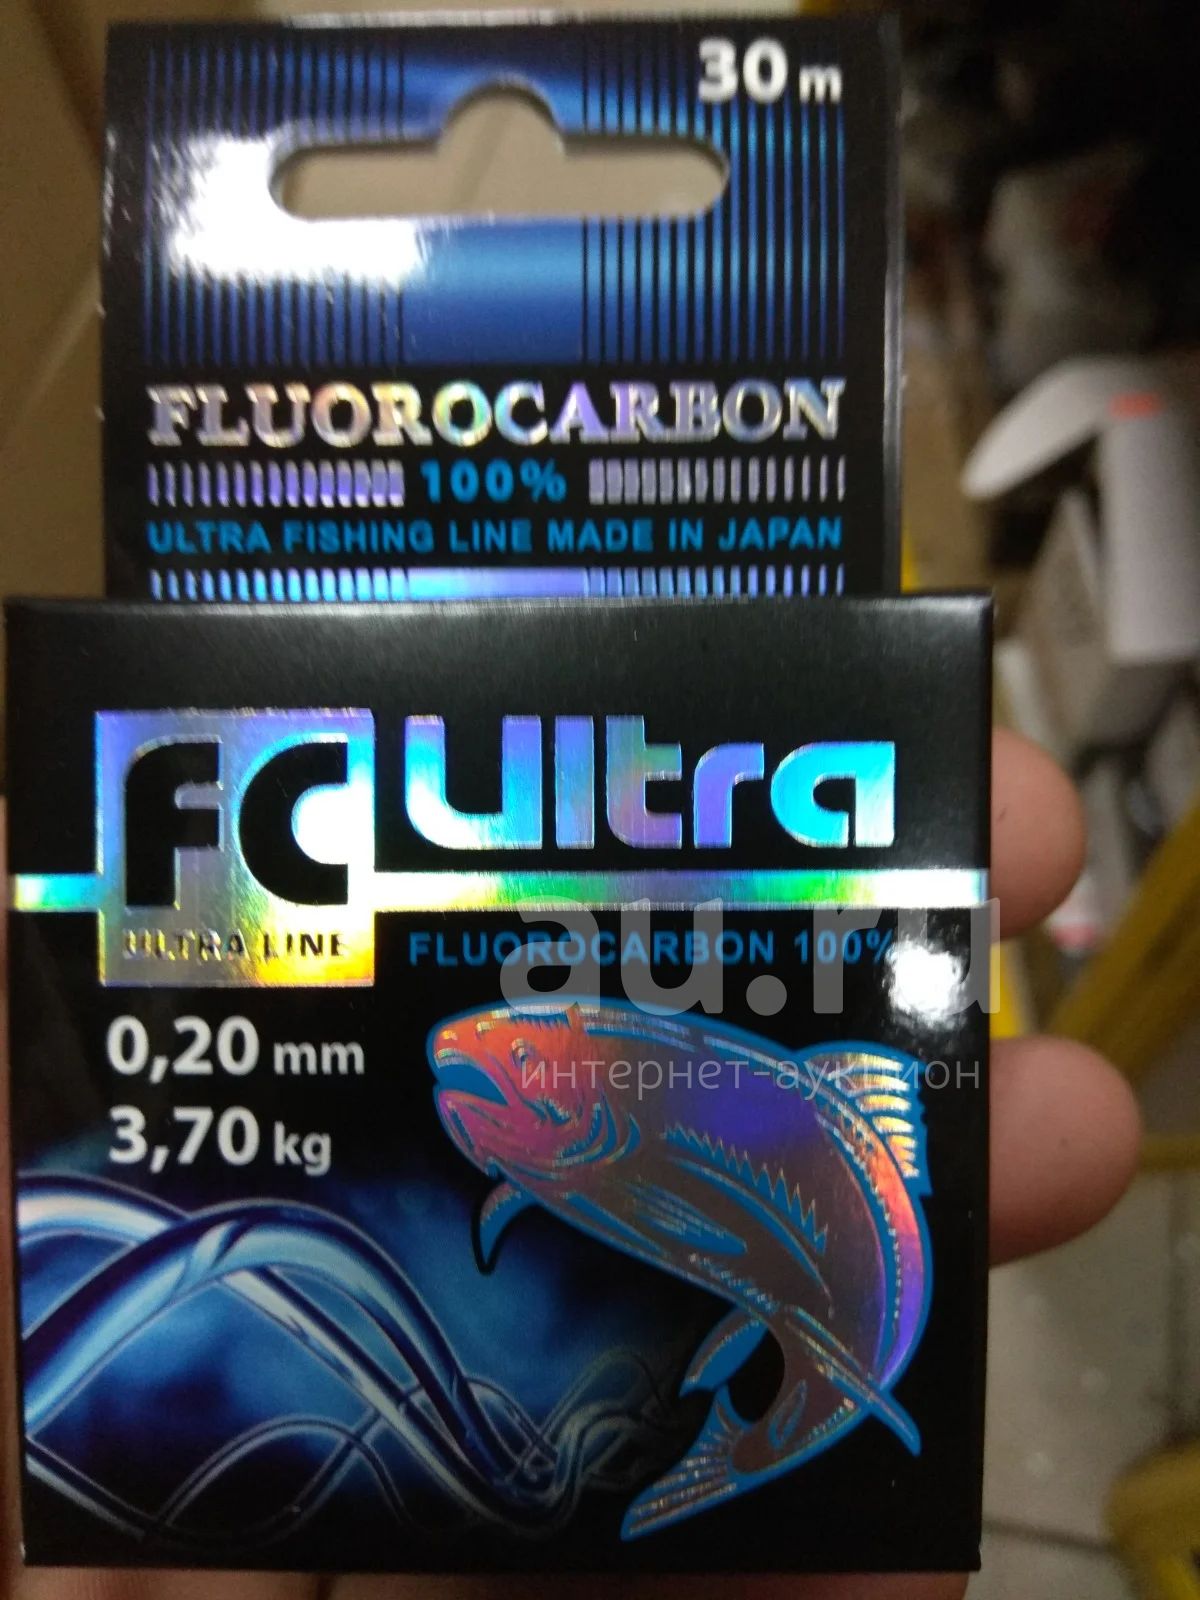 30 m
FLUOROCARBON
100%
ULTRA FISHING LINE MADE IN JAPAN
FC Ultra
ULTRA LINE
FLUOROCARBON 100%
au.ru
интернет-аукцион
0,20 mm
3,70 kg